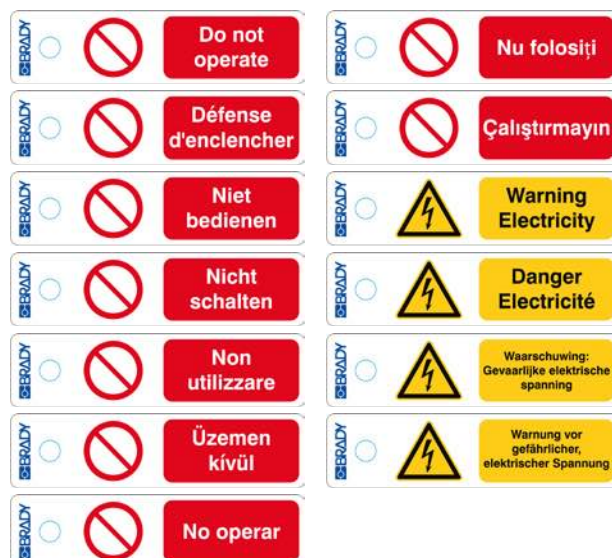 BRADY
Do not
operate
BRADY
Défense
d'enclencher
BRADY
Niet
bedienen
BRADY
Nicht
schalten
BRADY
Non
utilizzare
BRADY
Üzemen
kívül
BRADY
No operar
BRADY
Nu folosiți
BRADY
Çalıştırmayın
BRADY
Warning
Electricity
BRADY
Danger
Electricité
BRADY
Waarschuwing:
Gevaarlijke elektrische
spanning
BRADY
Warnung vor
gefährlicher,
elektrischer Spannung